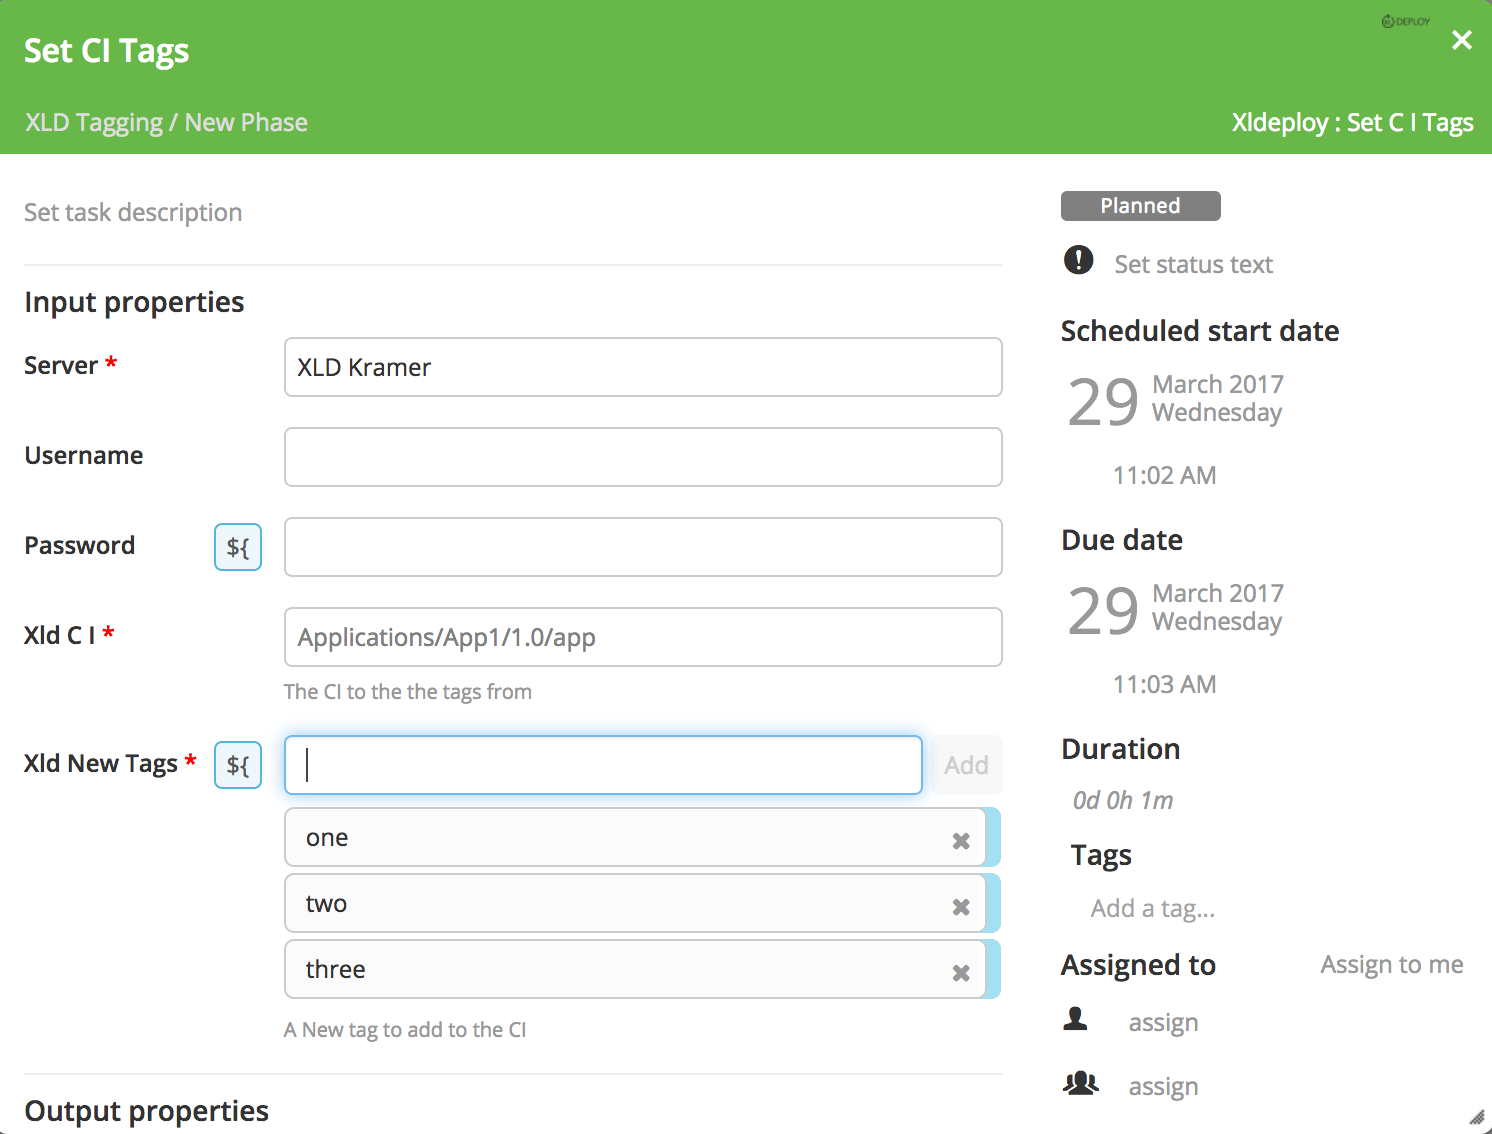 DEPLOY
Set CI Tags
XLD Tagging / New Phase
Xldeploy : Set C I Tags
Set task description
Input properties
Server *
XLD Kramer
Username
Password
${
Xld C I *
Applications/App1/1.0/app
The CI to the the tags from
Xld New Tags *
${
Add
one
two
three
A New tag to add to the CI
Output properties
Planned
Set status text
Scheduled start date
29
March 2017
Wednesday
11:02 AM
Due date
29
March 2017
Wednesday
11:03 AM
Duration
0d 0h 1m
Tags
Add a tag...
Assigned to
Assign to me
assign
assign